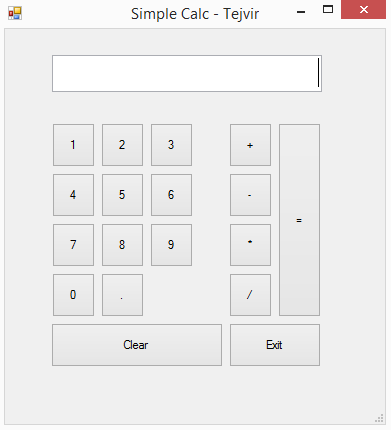 Simple Calc - Tejvir
1 2 3 +
4 5 6 -
7 8 9 *
=
0 . /
Clear Exit